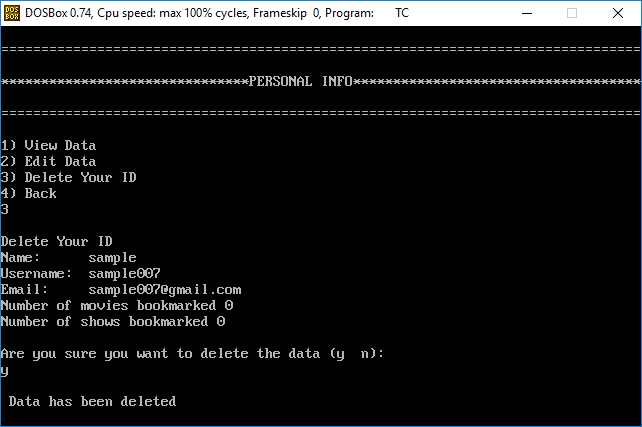 DOSBox 0.74, Cpu speed: max 100% cycles, Frameskip 0, Program: TC
================================================================================
*******************************PERSONAL INFO************************************
================================================================================
1) View Data
2) Edit Data
3) Delete Your ID
4) Back
3
Delete Your ID
Name: sample
Username: sample007
Email: sample007@gmail.com
Number of movies bookmarked 0
Number of shows bookmarked 0
Are you sure you want to delete the data (y n):
y
Data has been deleted